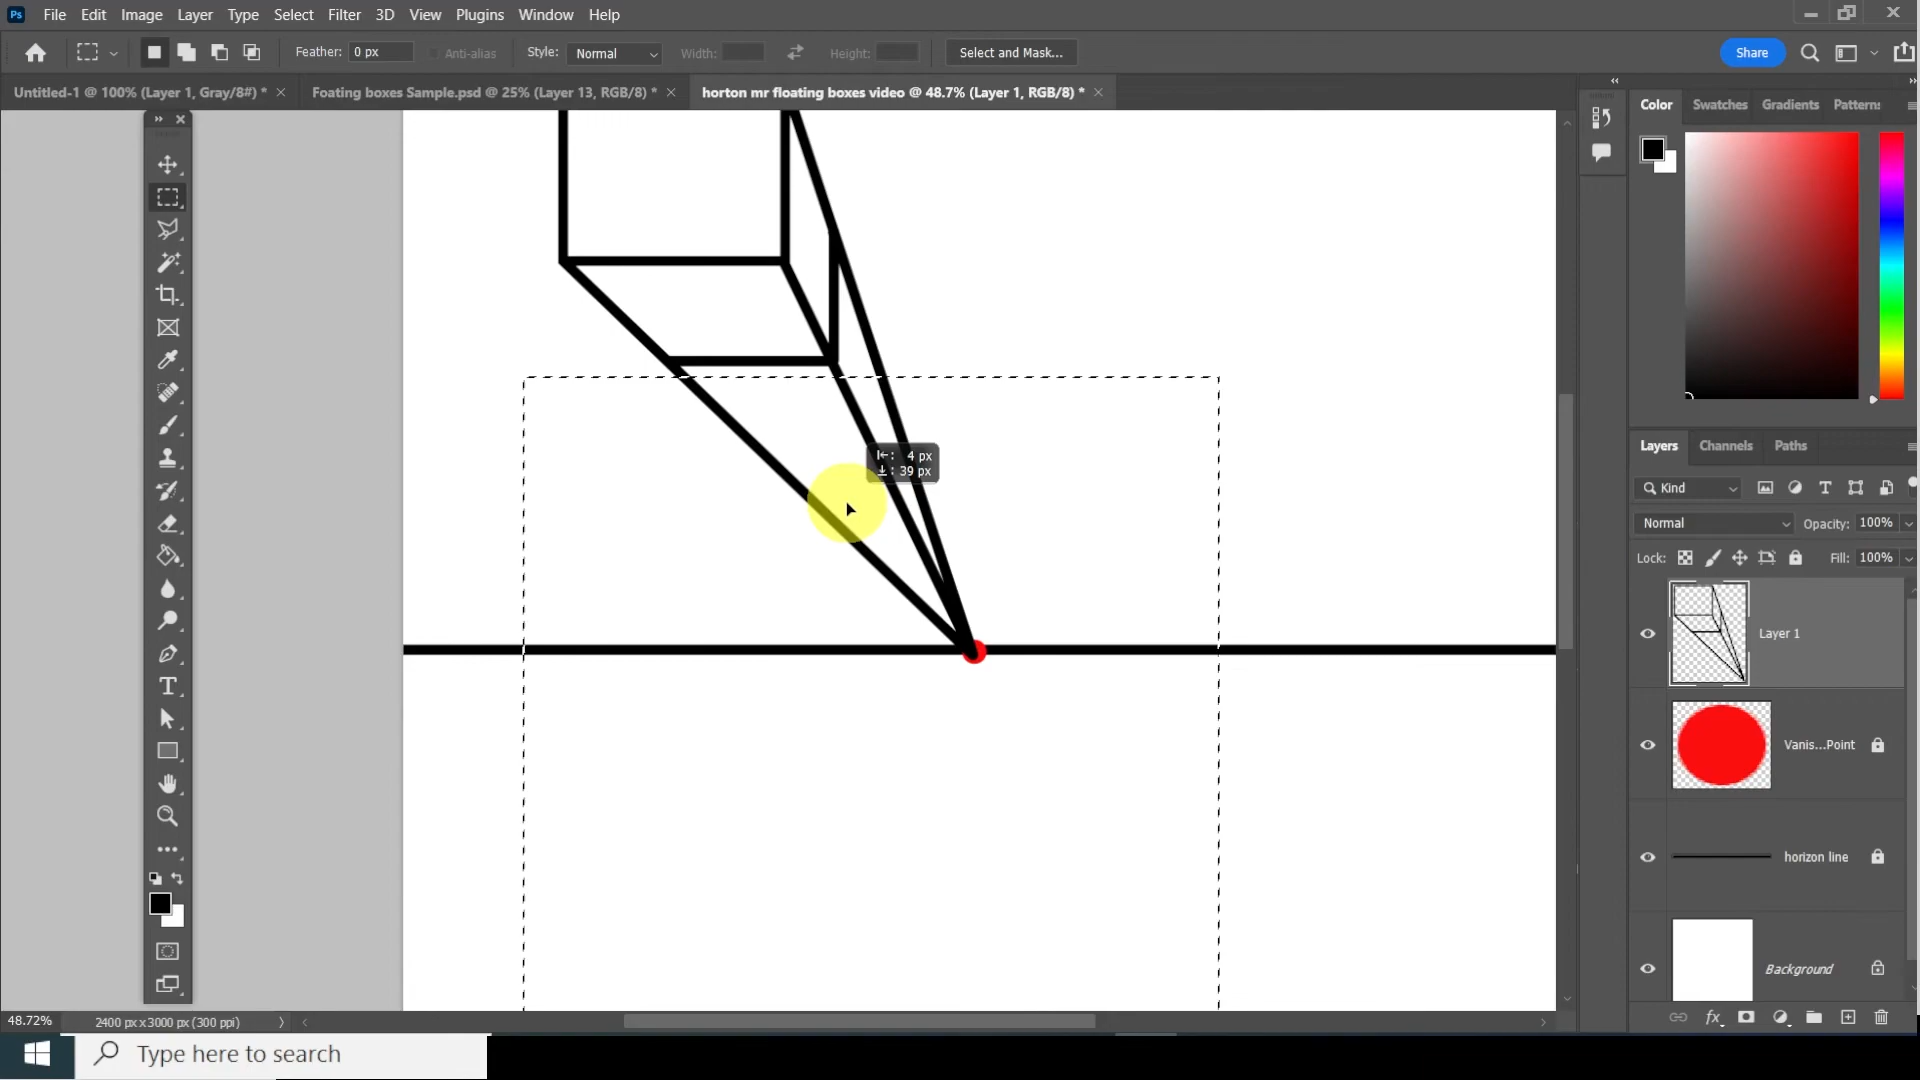 Ps File Edit Image Layer Type Select Filter 3D View Plugins Window Help
Feather: 0 px Anti-alias Style: Normal Width: Height: Select and Mask... Share
Untitled-1 @ 100% (Layer 1, Gray/8#) * Foating boxes Sample.psd @ 25% (Layer 13, RGB/8) * horton mr floating boxes video @ 48.7% (Layer 1, RGB/8) *
Color Swatches Gradients Patterns
4 px
39 px
Layers Channels Paths
Kind
Normal Opacity: 100%
Lock: Fill: 100%
Layer 1
Vanis...Point
horizon line
Background
48.72% 2400 px x 3000 px (300 ppi)
Type here to search